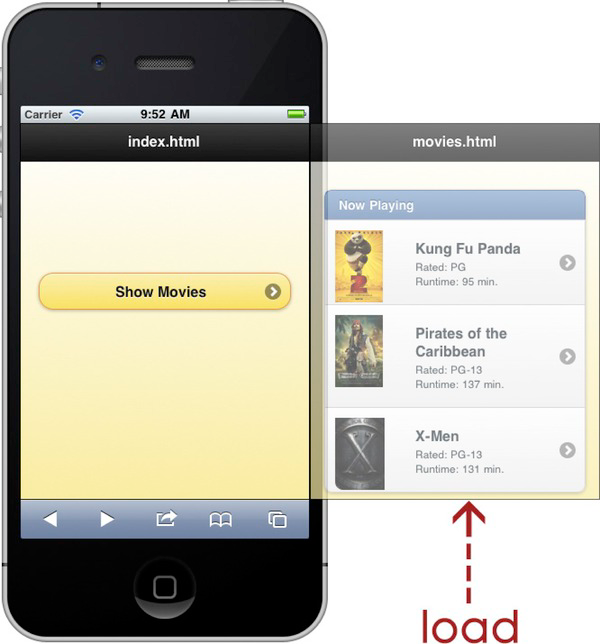 Carrier 9:52 AM
index.html
movies.html
Now Playing
Kung Fu Panda
Rated: PG
Runtime: 95 min.
Show Movies
Pirates of the
Caribbean
Rated: PG-13
Runtime: 137 min.
X-Men
Rated: PG-13
Runtime: 131 min.
load